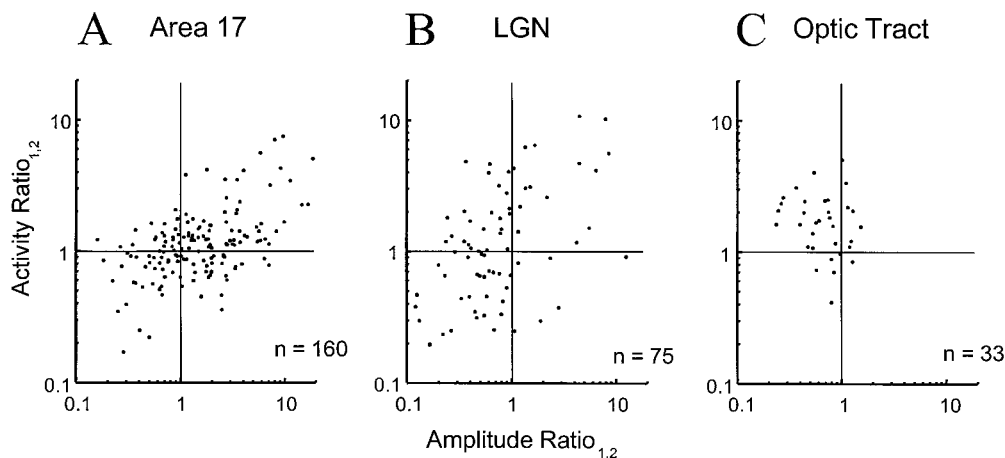 A Area 17
B LGN
C Optic Tract
Activity Ratio1,2
10
1
0.1
0.1 1 10
n = 160
10
1
0.1
0.1 1 10
n = 75
10
1
0.1
0.1 1 10
n = 33
Amplitude Ratio1,2